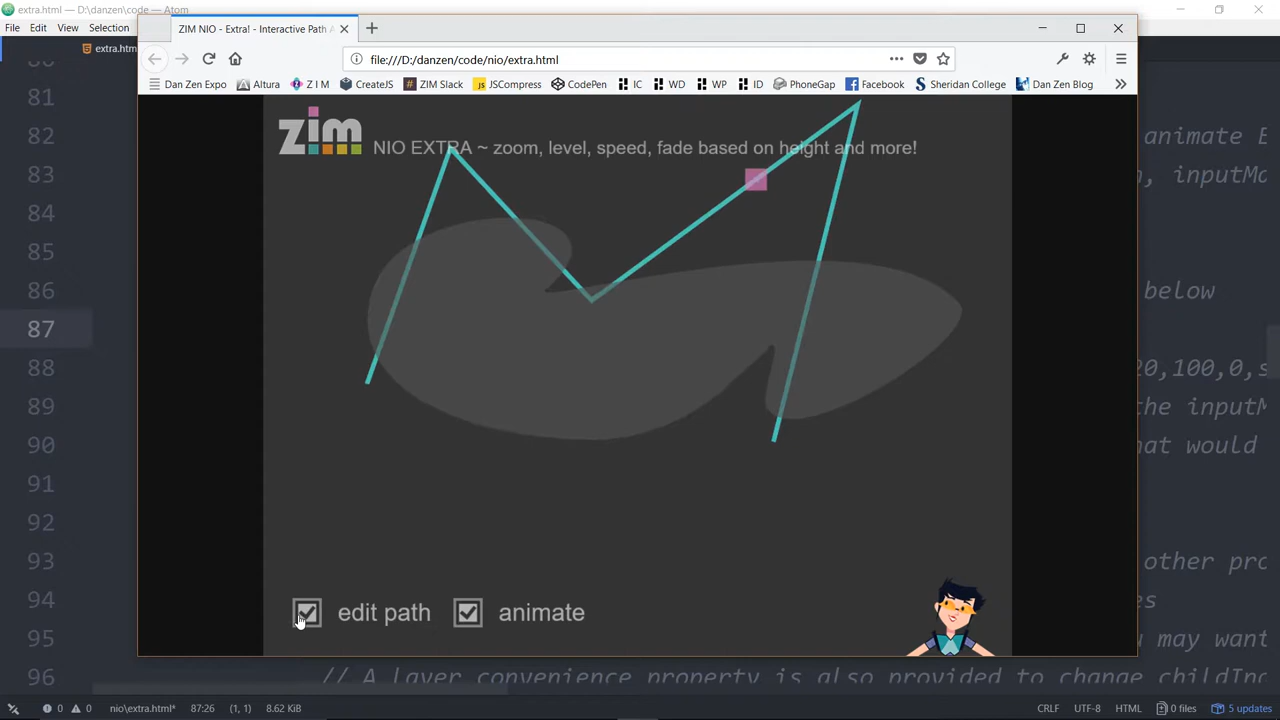 extra.html — D:\danzen\code — Atom
File Edit View Selection
extra.htm
ZIM NIO - Extra! - Interactive Path A
file:///D:/danzen/code/nio/extra.html
Dan Zen Expo Altura Z I M CreateJS ZIM Slack JSCompress CodePen IC WD WP ID PhoneGap Facebook Sheridan College Dan Zen Blog
zim
NIO EXTRA ~ zoom, level, speed, fade based on height and more!
81
82 animate E
83 , inputMo
84
85
86 below
87
88 20,100,0,s
89 the inputM
90 at would
91
92
93 other pro
94 es
95 u may want
96 // A layer convenience property is also provided to change childInd
edit path animate
0 0 nio\extra.html* 87:26 (1, 1) 8.62 KiB CRLF UTF-8 HTML 0 files 5 updates